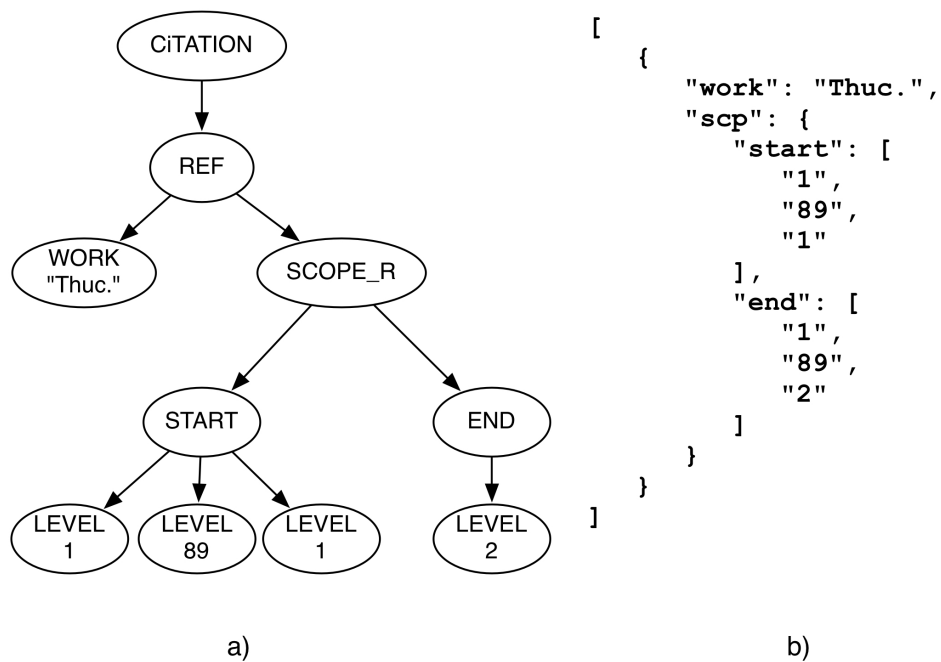 CiTATION
REF
WORK
"Thuc."
SCOPE_R
START
END
LEVEL
1
LEVEL
89
LEVEL
1
LEVEL
2
a)
[
{
"work": "Thuc.",
"scp": {
"start": [
"1",
"89",
"1"
],
"end": [
"1",
"89",
"2"
]
}
}
]
b)